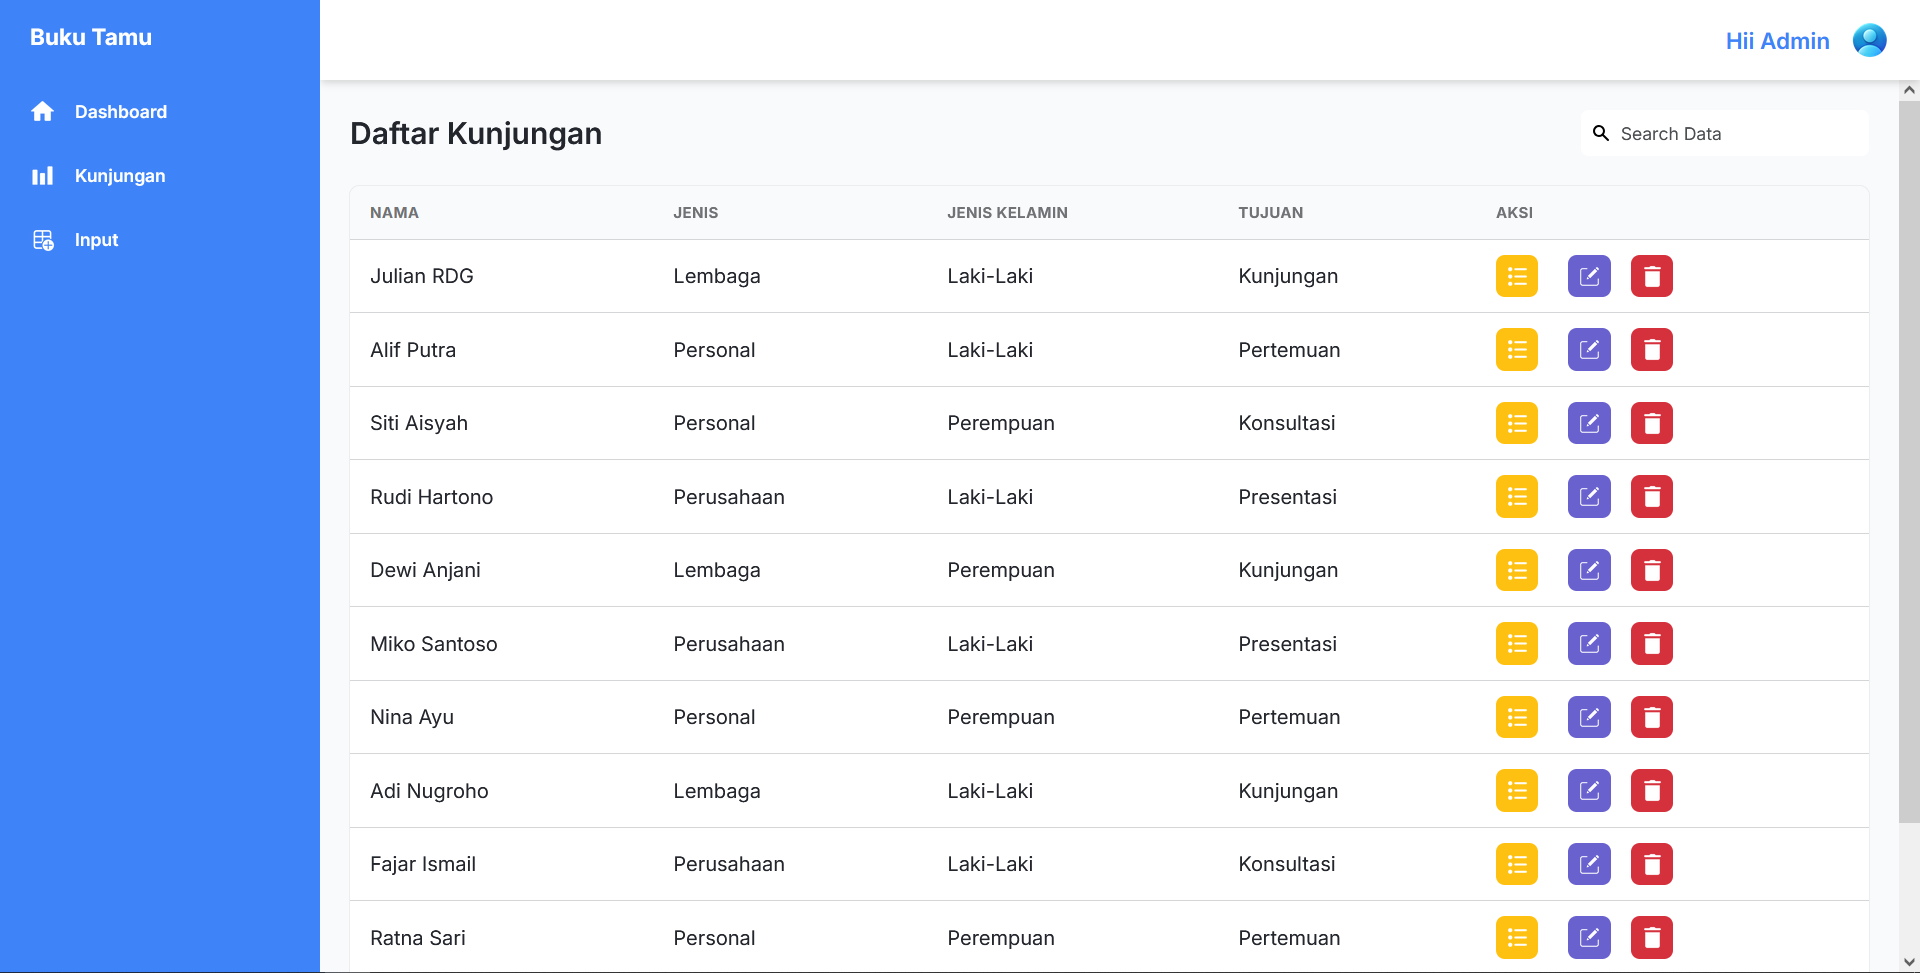 Buku Tamu
Dashboard
Kunjungan
Input
Hii Admin
Daftar Kunjungan
Search Data
NAMA JENIS JENIS KELAMIN TUJUAN AKSI
Julian RDG Lembaga Laki-Laki Kunjungan
Alif Putra Personal Laki-Laki Pertemuan
Siti Aisyah Personal Perempuan Konsultasi
Rudi Hartono Perusahaan Laki-Laki Presentasi
Dewi Anjani Lembaga Perempuan Kunjungan
Miko Santoso Perusahaan Laki-Laki Presentasi
Nina Ayu Personal Perempuan Pertemuan
Adi Nugroho Lembaga Laki-Laki Kunjungan
Fajar Ismail Perusahaan Laki-Laki Konsultasi
Ratna Sari Personal Perempuan Pertemuan